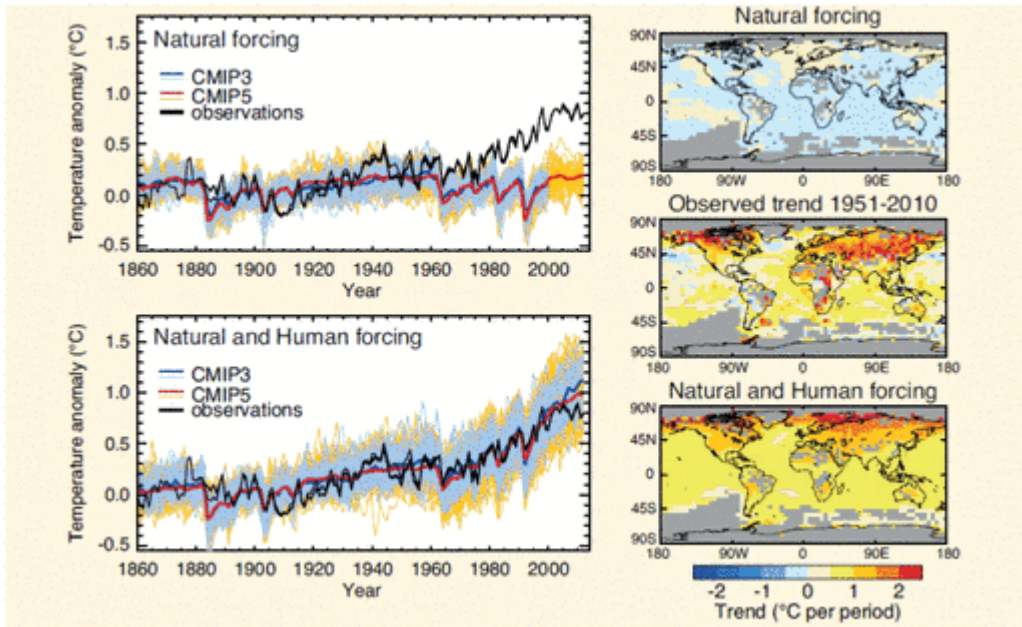 Natural forcing
CMIP3
CMIP5
observations
Temperature anomaly (°C)
1.5
1.0
0.5
0.0
-0.5
1860 1880 1900 1920 1940 1960 1980 2000
Year
Natural and Human forcing
CMIP3
CMIP5
observations
Temperature anomaly (°C)
1.5
1.0
0.5
0.0
-0.5
1860 1880 1900 1920 1940 1960 1980 2000
Year
Natural forcing
90N
45N
0
45S
90S
180 90W 0 90E 180
Observed trend 1951-2010
90N
45N
0
45S
90S
180 90W 0 90E 180
Natural and Human forcing
90N
45N
0
45S
90S
180 90W 0 90E 180
-2 -1 0 1 2
Trend (°C per period)